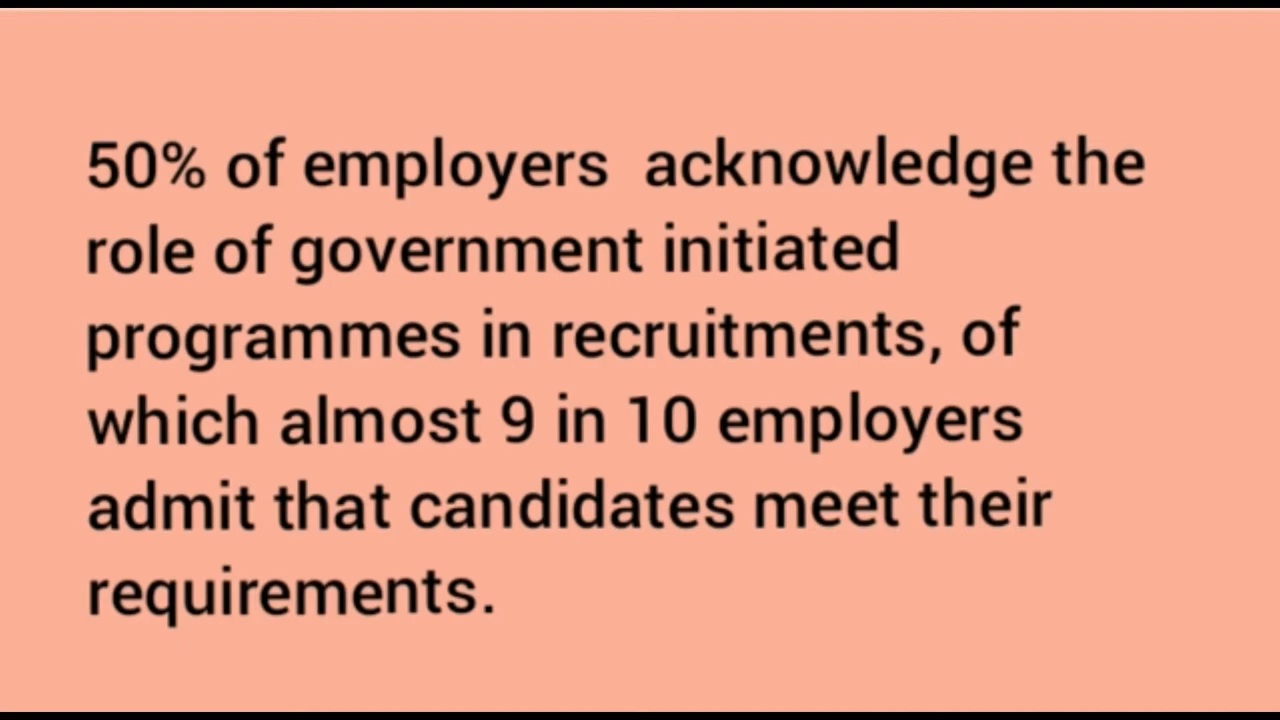 50% of employers  acknowledge the
role of government initiated
programmes in recruitments, of
which almost 9 in 10 employers
admit that candidates meet their
requirements.